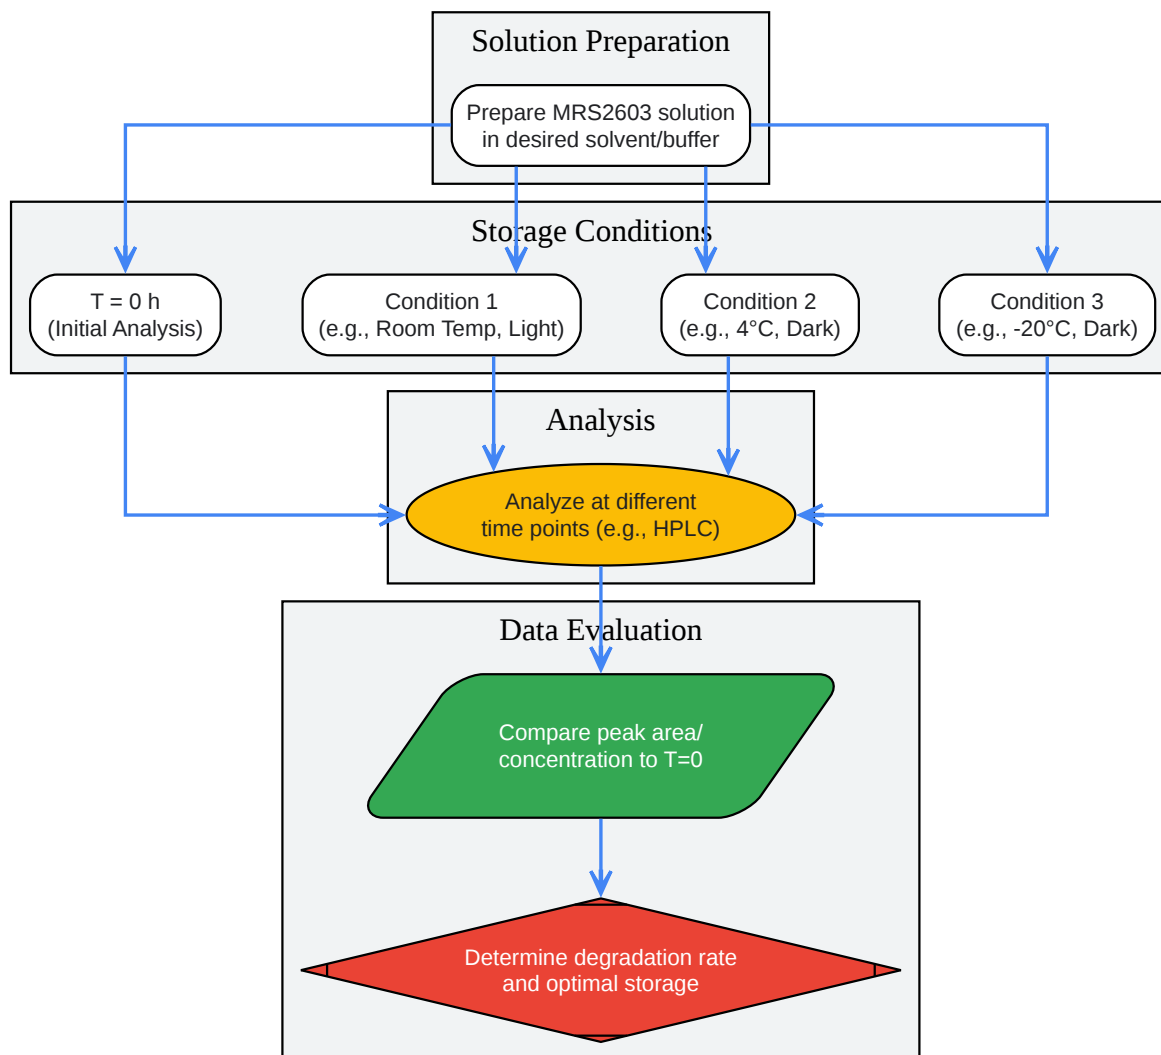 Solution Preparation
Prepare MRS2603 solution
in desired solvent/buffer
Storage Conditions
T = 0 h
(Initial Analysis)
Condition 1
(e.g., Room Temp, Light)
Condition 2
(e.g., 4°C, Dark)
Condition 3
(e.g., -20°C, Dark)
Analysis
Analyze at different
time points (e.g., HPLC)
Data Evaluation
Compare peak area/
concentration to T=0
Determine degradation rate
and optimal storage